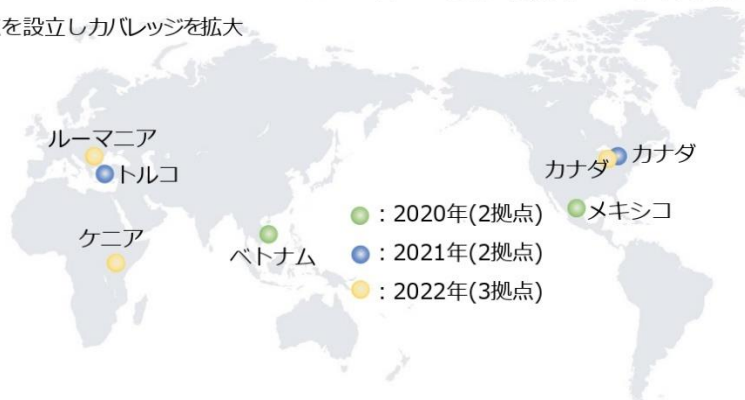 を設立しカバレッジを拡大
ルーマニア
トルコ
カナダ
カナダ
メキシコ
ケニア
ベトナム
：2020年(2拠点)
：2021年(2拠点)
：2022年(3拠点)